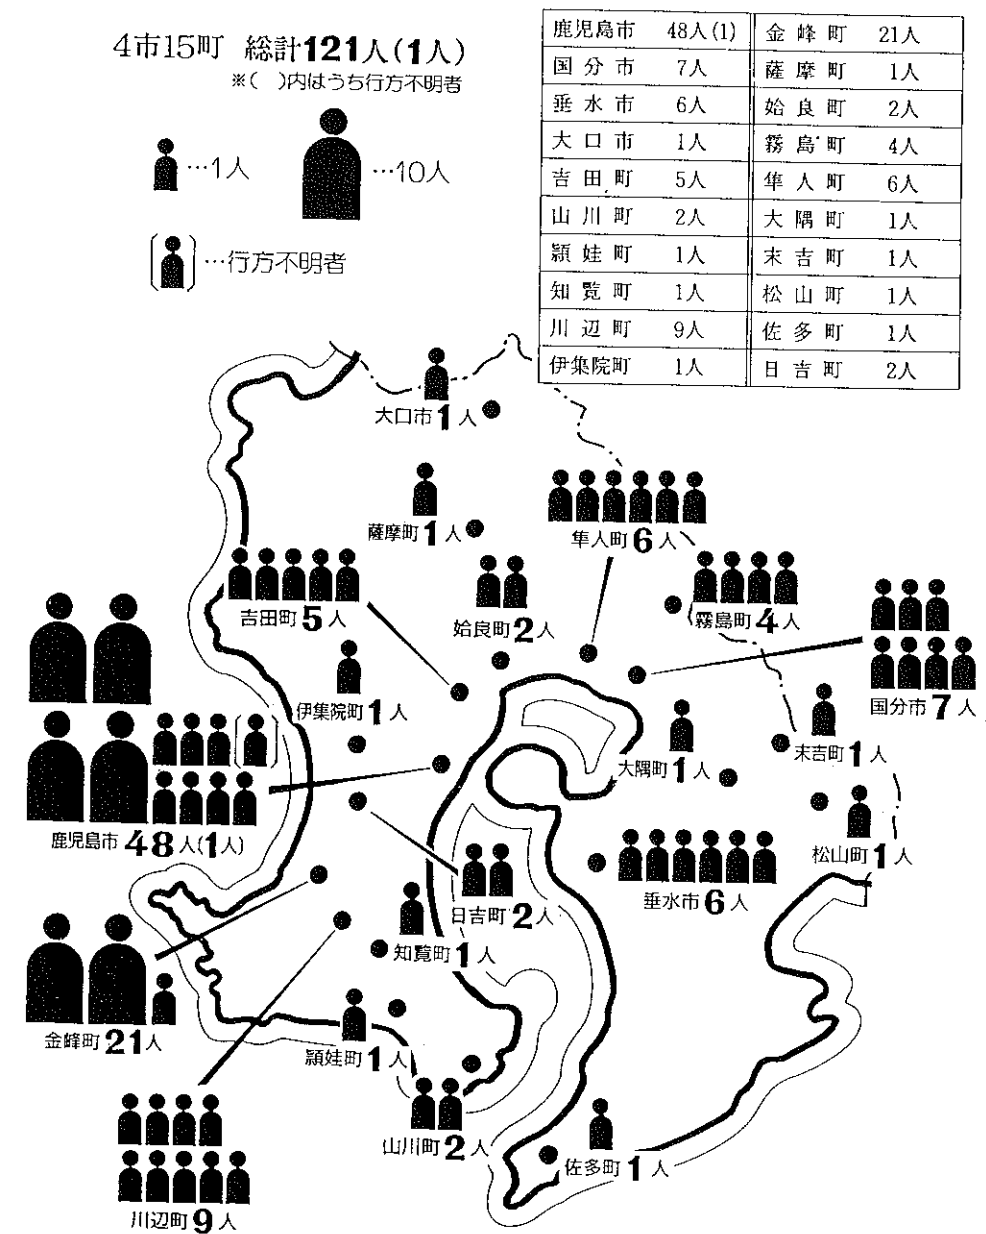 4市15町 総計121人(1人)
※( )内はうち行方不明者
…1人
…10人
…行方不明者
鹿児島市 48人(1) 金峰町 21人
国分市 7人 薩摩町 1人
垂水市 6人 姶良町 2人
大口市 1人 霧島町 4人
吉田町 5人 隼人町 6人
山川町 2人 大隅町 1人
頴娃町 1人 末吉町 1人
知覧町 1人 松山町 1人
川辺町 9人 佐多町 1人
伊集院町 1人 日吉町 2人
大口市1人
薩摩町1人
隼人町6人
吉田町5人
姶良町2人
霧島町4人
伊集院町1人
国分市7人
大隅町1人
末吉町1人
鹿児島市48人(1人)
松山町1人
垂水市6人
日吉町2人
知覧町1人
金峰町21人
頴娃町1人
山川町2人
佐多町1人
川辺町9人